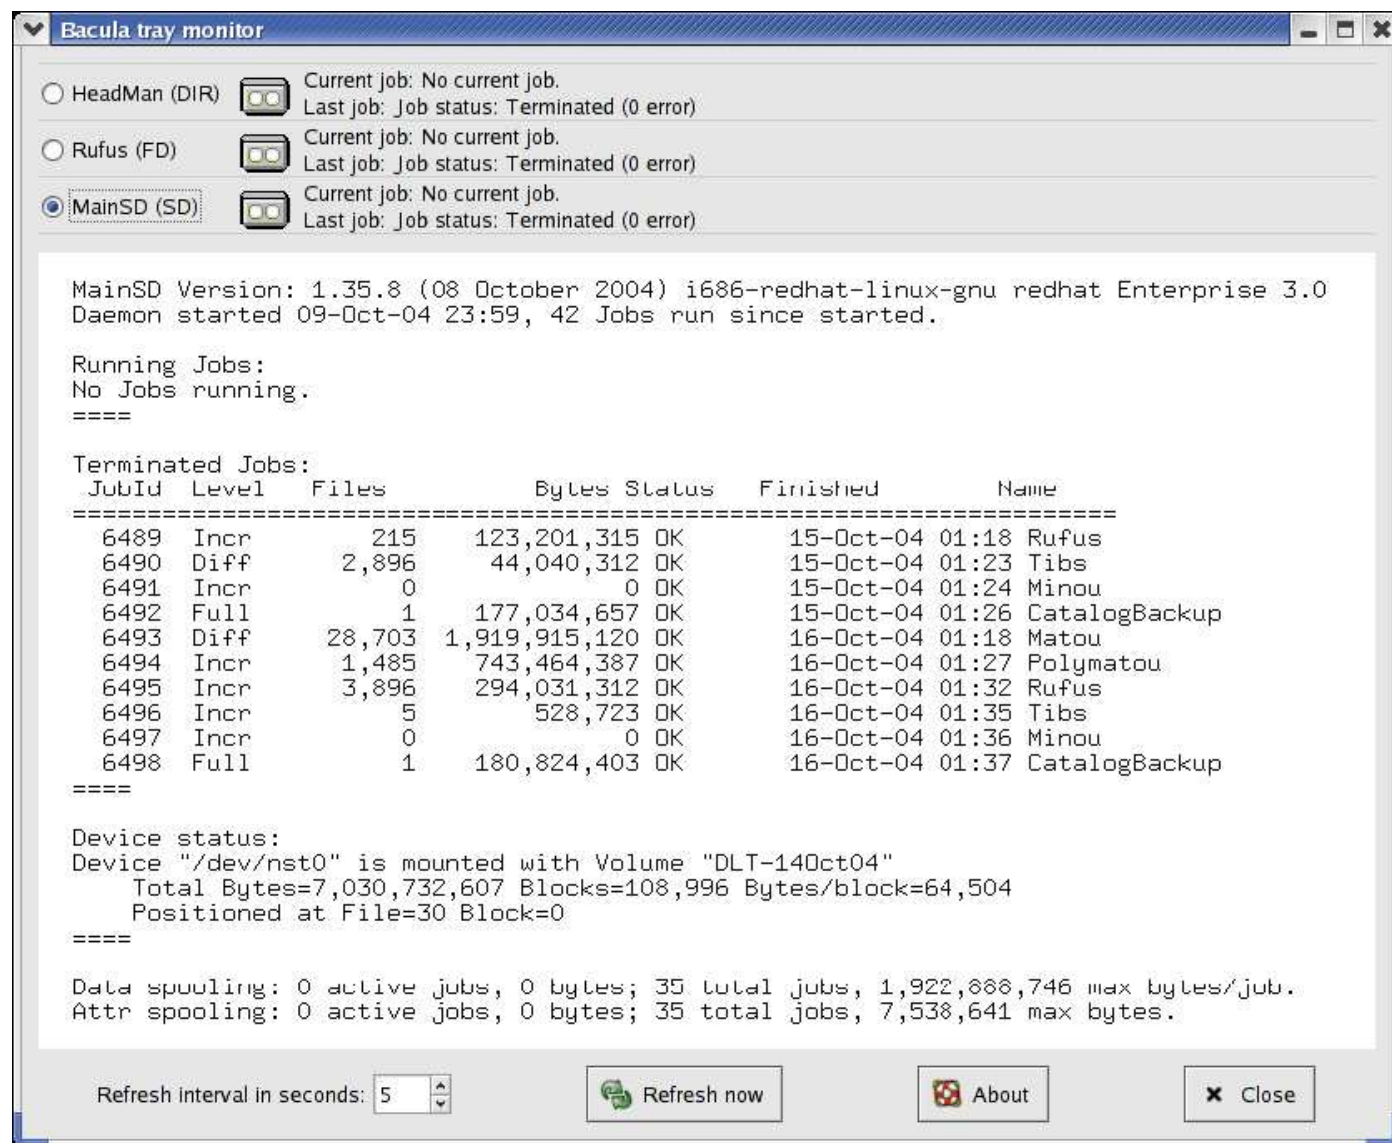 Bacula tray monitor
HeadMan (DIR)
Current job: No current job.
Last job: Job status: Terminated (0 error)
Rufus (FD)
Current job: No current job.
Last job: Job status: Terminated (0 error)
MainSD (SD)
Current job: No current job.
Last job: Job status: Terminated (0 error)
MainSD Version: 1.35.8 (08 October 2004) i686-redhat-linux-gnu redhat Enterprise 3.0
Daemon started 09-Oct-04 23:59, 42 Jobs run since started.
Running Jobs:
No Jobs running.
====
Terminated Jobs:
JobId Level Files Bytes Status Finished Name
======================================================================
6489 Incr 215 123,201,315 OK 15-Oct-04 01:18 Rufus
6490 Diff 2,896 44,040,312 OK 15-Oct-04 01:23 Tibs
6491 Incr 0 0 OK 15-Oct-04 01:24 Minou
6492 Full 1 177,034,657 OK 15-Oct-04 01:26 CatalogBackup
6493 Diff 28,703 1,919,915,120 OK 16-Oct-04 01:18 Matou
6494 Incr 1,485 743,464,387 OK 16-Oct-04 01:27 Polymatou
6495 Incr 3,896 294,031,312 OK 16-Oct-04 01:32 Rufus
6496 Incr 5 528,723 OK 16-Oct-04 01:35 Tibs
6497 Incr 0 0 OK 16-Oct-04 01:36 Minou
6498 Full 1 180,824,403 OK 16-Oct-04 01:37 CatalogBackup
====
Device status:
Device "/dev/nst0" is mounted with Volume "DLT-14Oct04"
Total Bytes=7,030,732,607 Blocks=108,996 Bytes/block=64,504
Positioned at File=30 Block=0
====
Data spooling: 0 active jobs, 0 bytes; 35 total jobs, 1,922,888,746 max bytes/job.
Attr spooling: 0 active jobs, 0 bytes; 35 total jobs, 7,538,641 max bytes.
Refresh interval in seconds: 5
Refresh now
About
Close